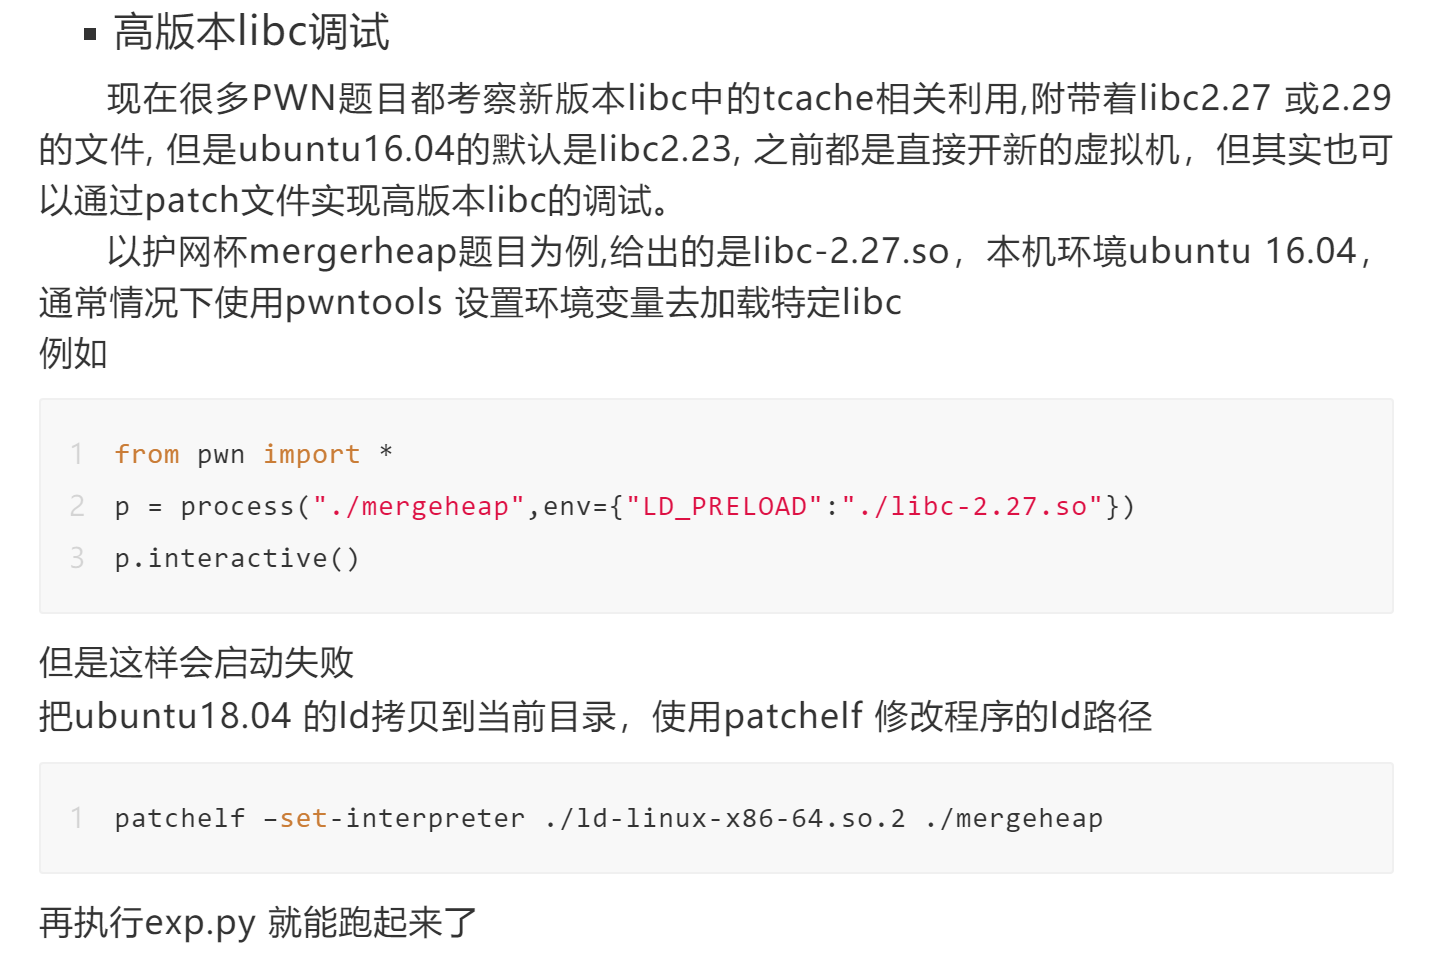 ▪ 高版本libc调试
现在很多PWN题目都考察新版本libc中的tcache相关利用,附带着libc2.27 或2.29
的文件, 但是ubuntu16.04的默认是libc2.23, 之前都是直接开新的虚拟机，但其实也可
以通过patch文件实现高版本libc的调试。
以护网杯mergerheap题目为例,给出的是libc-2.27.so，本机环境ubuntu 16.04，
通常情况下使用pwntools 设置环境变量去加载特定libc
例如
1 from pwn import *
2 p = process("./mergeheap",env={"LD_PRELOAD":"./libc-2.27.so"})
3 p.interactive()
但是这样会启动失败
把ubuntu18.04 的ld拷贝到当前目录，使用patchelf 修改程序的ld路径
1 patchelf –set-interpreter ./ld-linux-x86-64.so.2 ./mergeheap
再执行exp.py 就能跑起来了